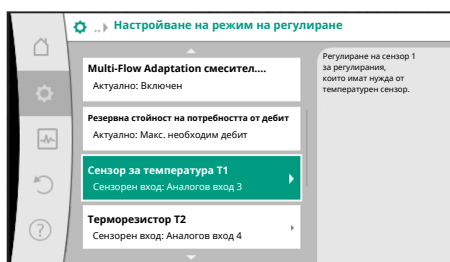 .. Настройване на режим на регулиране
Multi-Flow Adaptation смесител....
Актуално: Включен
Резервна стойност на потребността от дебит
Актуално: Макс. необходим дебит
Сензор за температура T1
Сензорен вход: Аналогов вход 3
Терморезистор T2
Сензорен вход: Аналогов вход 4
Регулиране на сензор 1
за регулирания,
които имат нужда от
температурен сензор.